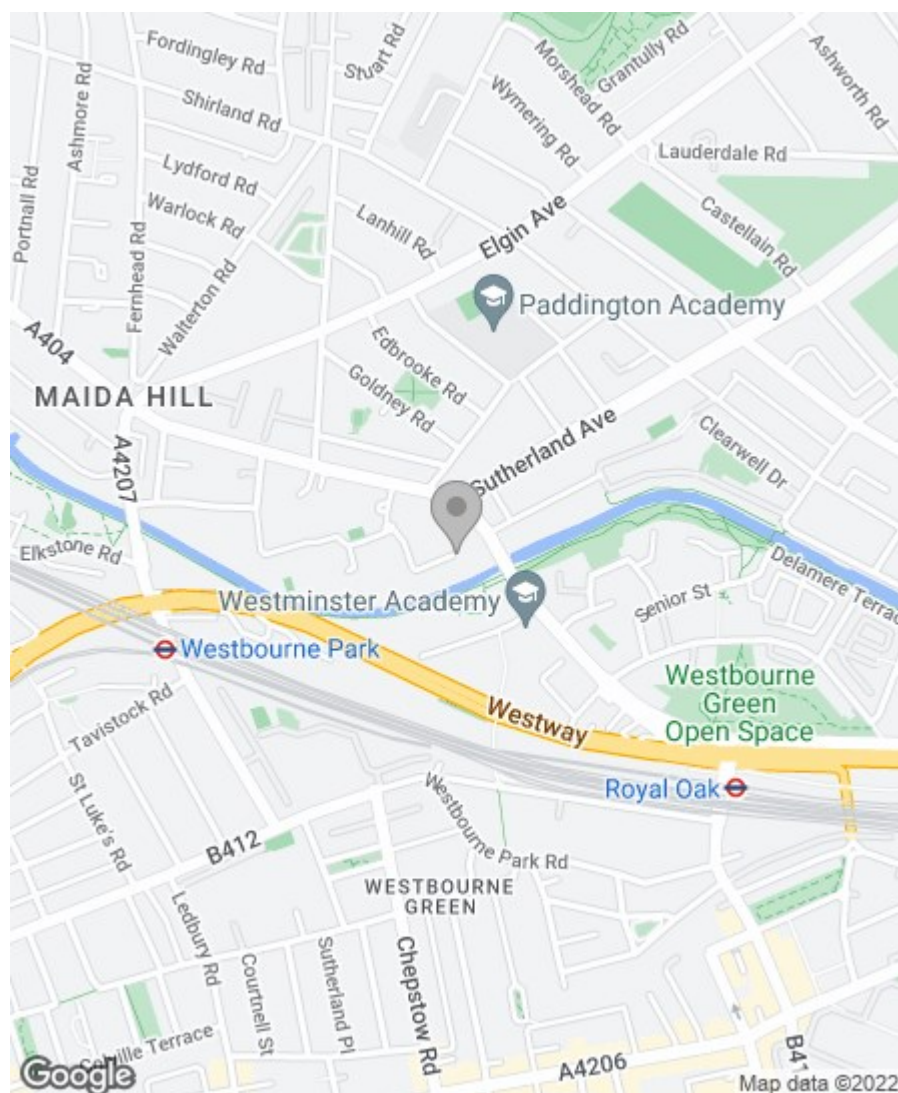 Fordingley Rd
Stuart Rd
Morshead Rd
Grantully Rd
Ashworth Rd
Ashmore Rd
Shirland Rd
Wymering Rd
Lauderdale Rd
Portnall Rd
Lydford Rd
Warlock Rd
Fernhead Rd
Lanhill Rd
Elgin Ave
Castellain Rd
Walterton Rd
Paddington Academy
A404
Edbrooke Rd
Goldney Rd
MAIDA HILL
Sutherland Ave
Clearwell Dr
A4207
Elkstone Rd
Delamere Terrac
Westminster Academy
Senior St
Westbourne Park
Westbourne
Green
Open Space
Tavistock Rd
Westway
Royal Oak
St Luke's Rd
Westbourne Park Rd
B412
WESTBOURNE
GREEN
Ledbury Rd
Courtnell St
Sutherland Pl
Chepstow Rd
Terrace
A4206
B41
Google
Map data ©2022